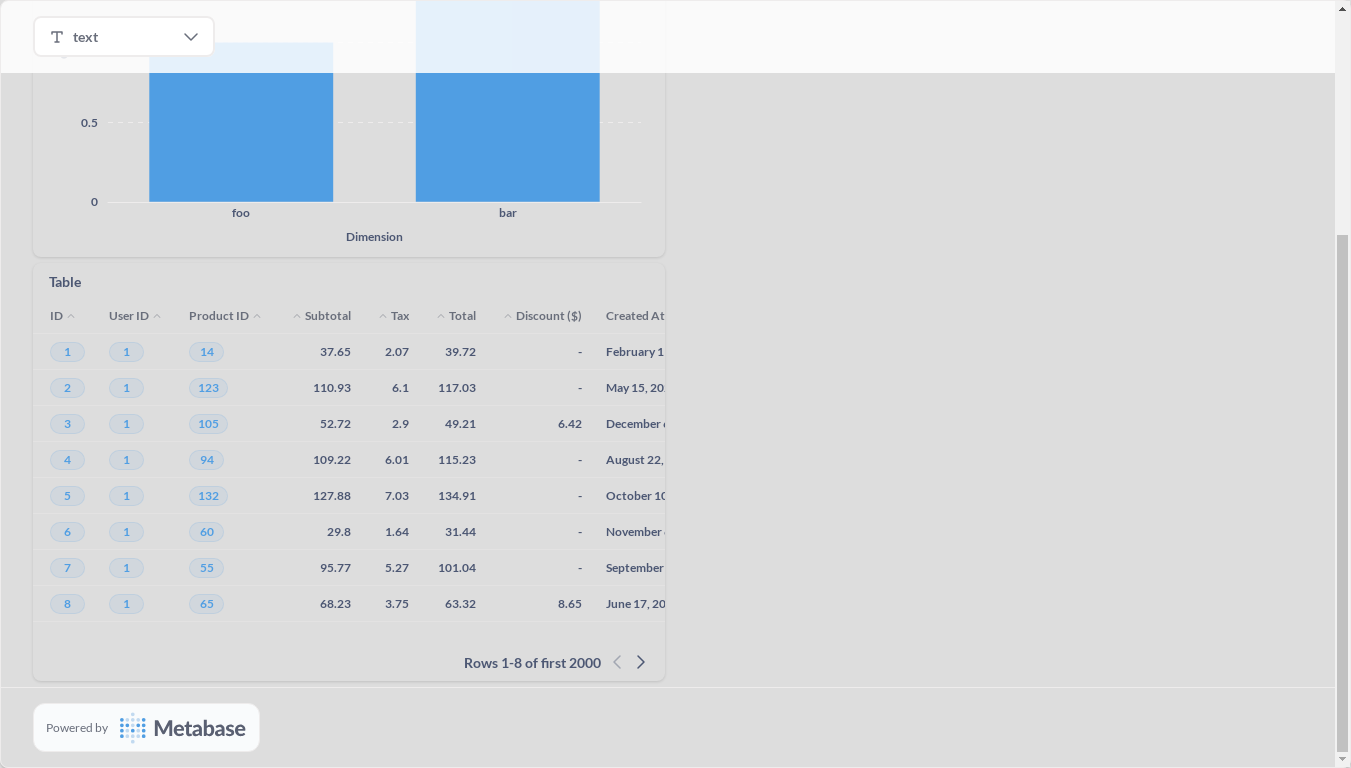 text
0.5
0
foo bar
Dimension
Table
ID User ID Product ID Subtotal Tax Total Discount ($) Created At
1 1 14 37.65 2.07 39.72 - February 1
2 1 123 110.93 6.1 117.03 - May 15, 20
3 1 105 52.72 2.9 49.21 6.42 December
4 1 94 109.22 6.01 115.23 - August 22,
5 1 132 127.88 7.03 134.91 - October 10
6 1 60 29.8 1.64 31.44 - November
7 1 55 95.77 5.27 101.04 - September
8 1 65 68.23 3.75 63.32 8.65 June 17, 20
Rows 1-8 of first 2000
Powered by Metabase